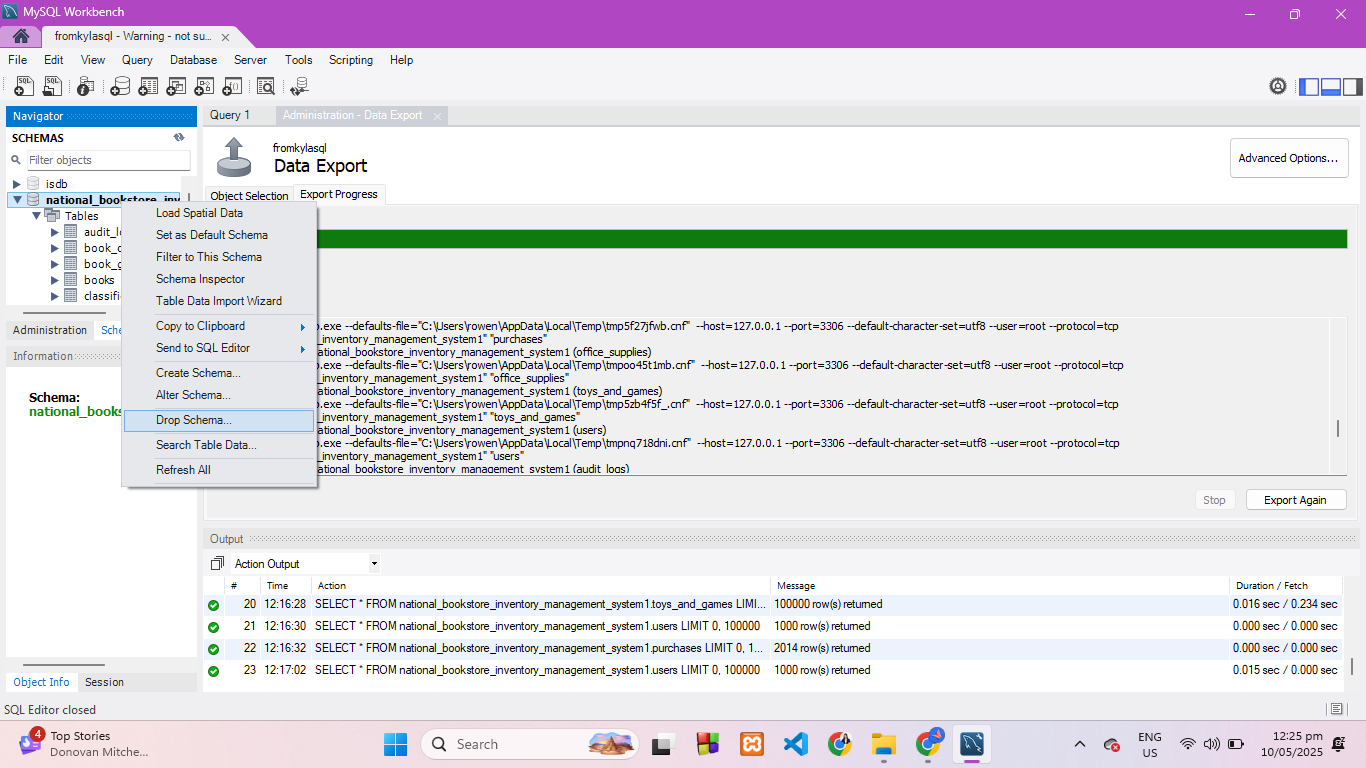 MySQL Workbench
fromkylasql - Warning - not su...
File Edit View Query Database Server Tools Scripting Help
Navigator
SCHEMAS
Filter objects
isdb
national_bookstore_inv
Tables
audit_l
book_
book_g
books
classifi
Administration
Information
Schema:
national_books
Load Spatial Data
Set as Default Schema
Filter to This Schema
Schema Inspector
Table Data Import Wizard
Copy to Clipboard
Send to SQL Editor
Create Schema...
Alter Schema...
Drop Schema...
Search Table Data...
Refresh All
Query 1
Administration - Data Export
fromkylasql
Data Export
Advanced Options...
Object Selection
Export Progress
.exe --defaults-file="C:\Users\rowen\AppData\Local\Temp\tmp5f27jfwb.cnf" --host=127.0.0.1 --port=3306 --default-character-set=utf8 --user=root --protocol=tcp
_inventory_management_system1" "purchases"
ational_bookstore_inventory_management_system1 (office_supplies)
.exe --defaults-file="C:\Users\rowen\AppData\Local\Temp\tmpoo45t1mb.cnf" --host=127.0.0.1 --port=3306 --default-character-set=utf8 --user=root --protocol=tcp
_inventory_management_system1" "office_supplies"
ational_bookstore_inventory_management_system1 (toys_and_games)
.exe --defaults-file="C:\Users\rowen\AppData\Local\Temp\tmp5zb4f5f_.cnf" --host=127.0.0.1 --port=3306 --default-character-set=utf8 --user=root --protocol=tcp
_inventory_management_system1" "toys_and_games"
ational_bookstore_inventory_management_system1 (users)
.exe --defaults-file="C:\Users\rowen\AppData\Local\Temp\tmpnq718dni.cnf" --host=127.0.0.1 --port=3306 --default-character-set=utf8 --user=root --protocol=tcp
_inventory_management_system1" "users"
ational_bookstore_inventory_management_system1 (audit_logs)
Stop
Export Again
Output
Action Output
# Time Action Message Duration / Fetch
20 12:16:28 SELECT * FROM national_bookstore_inventory_management_system1.toys_and_games LIMI... 100000 row(s) returned 0.016 sec / 0.234 sec
21 12:16:30 SELECT * FROM national_bookstore_inventory_management_system1.users LIMIT 0, 100000 1000 row(s) returned 0.000 sec / 0.000 sec
22 12:16:32 SELECT * FROM national_bookstore_inventory_management_system1.purchases LIMIT 0, 1... 2014 row(s) returned 0.000 sec / 0.000 sec
23 12:17:02 SELECT * FROM national_bookstore_inventory_management_system1.users LIMIT 0, 100000 1000 row(s) returned 0.015 sec / 0.000 sec
Object Info
Session
SQL Editor closed
4
Top Stories
Donovan Mitche...
Search
ENG
US
12:25 pm
10/05/2025